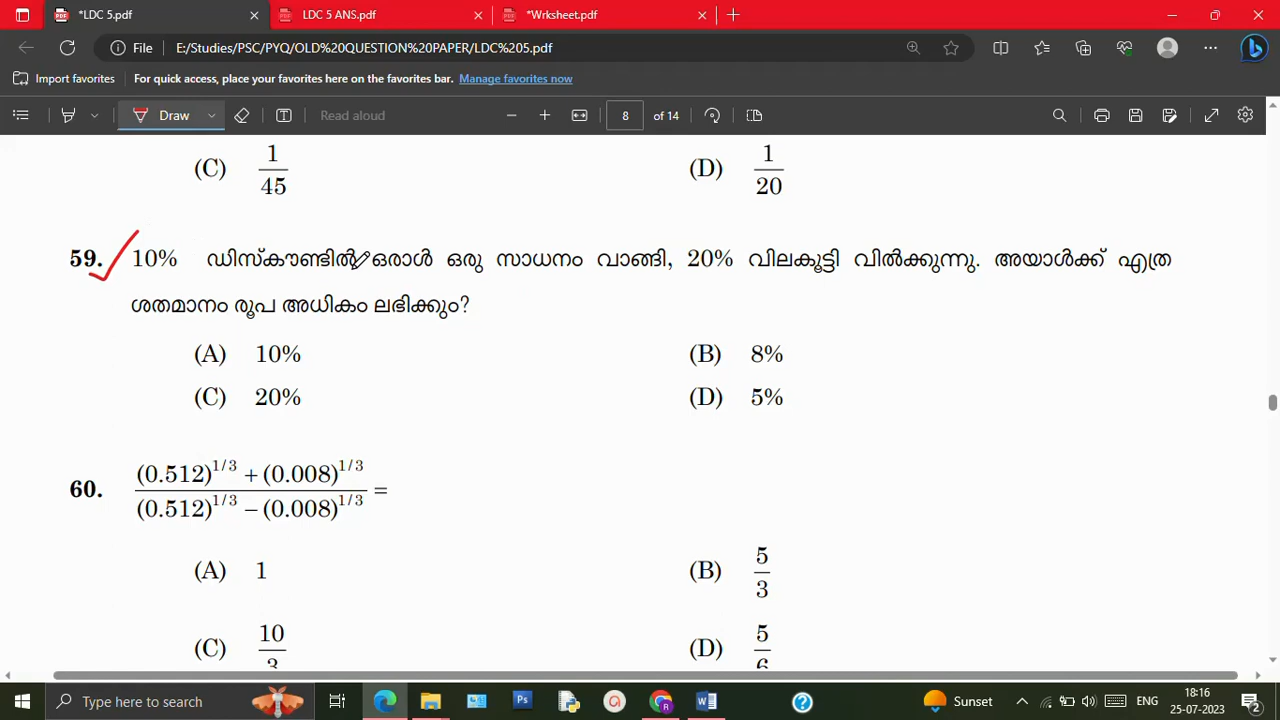 *LDC 5.pdf
LDC 5 ANS.pdf
*Wrksheet.pdf
File
E:/Studies/PSC/PYQ/OLD%20QUESTION%20PAPER/LDC%205.pdf
Import favorites
For quick access, place your favorites here on the favorites bar. Manage favorites now
Draw
Read aloud
8 of 14
(C) 1/45
(D) 1/20
59. 10% ഡിസ്കൗണ്ടിൽ ഒരാൾ ഒരു സാധനം വാങ്ങി, 20% വിലകൂട്ടി വിൽക്കുന്നു. അയാൾക്ക് എത്ര
ശതമാനം രൂപ അധികം ലഭിക്കും?
(A) 10%
(B) 8%
(C) 20%
(D) 5%
60. ((0.512)^1/3 + (0.008)^1/3) / ((0.512)^1/3 − (0.008)^1/3) =
(A) 1
(B) 5/3
(C) 10/3
(D) 5/6
Type here to search
Ps
Sunset
ENG
18:16
25-07-2023
2